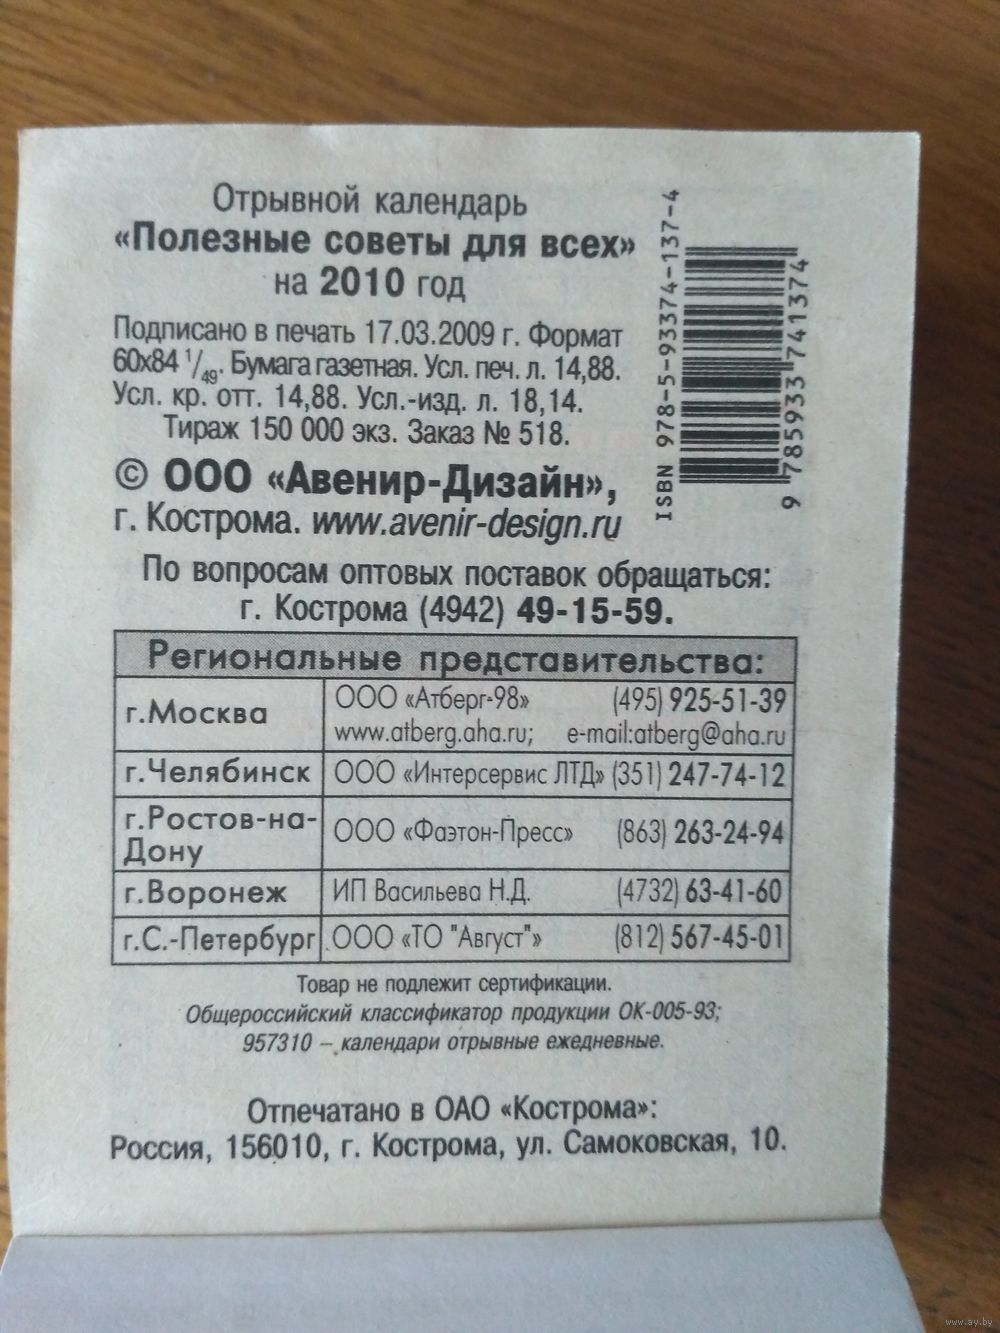 Отрывной календарь
«Полезные советы для всех»
на 2010 год
Подписано в печать 17.03.2009 г. Формат
60х84 1/49. Бумага газетная. Усл. печ. л. 14,88.
Усл. кр. отт. 14,88. Усл.-изд. л. 18,14.
Тираж 150 000 экз. Заказ № 518.
© ООО «Авенир-Дизайн»,
г. Кострома. www.avenir-design.ru
ISBN 978-5-93374-137-4
9 785933 741374
По вопросам оптовых поставок обращаться:
г. Кострома (4942) 49-15-59.
Региональные представительства:
г.Москва ООО «Атберг-98» (495) 925-51-39
www.atberg.aha.ru; e-mail:atberg@aha.ru
г.Челябинск ООО «Интерсервис ЛТД» (351) 247-74-12
г.Ростов-на-
Дону ООО «Фаэтон-Пресс» (863) 263-24-94
г.Воронеж ИП Васильева Н.Д. (4732) 63-41-60
г.С.-Петербург ООО «ТО "Август"» (812) 567-45-01
Товар не подлежит сертификации.
Общероссийский классификатор продукции ОК-005-93;
957310 – календари отрывные ежедневные.
Отпечатано в ОАО «Кострома»:
Россия, 156010, г. Кострома, ул. Самоковская, 10.
www.ay.by